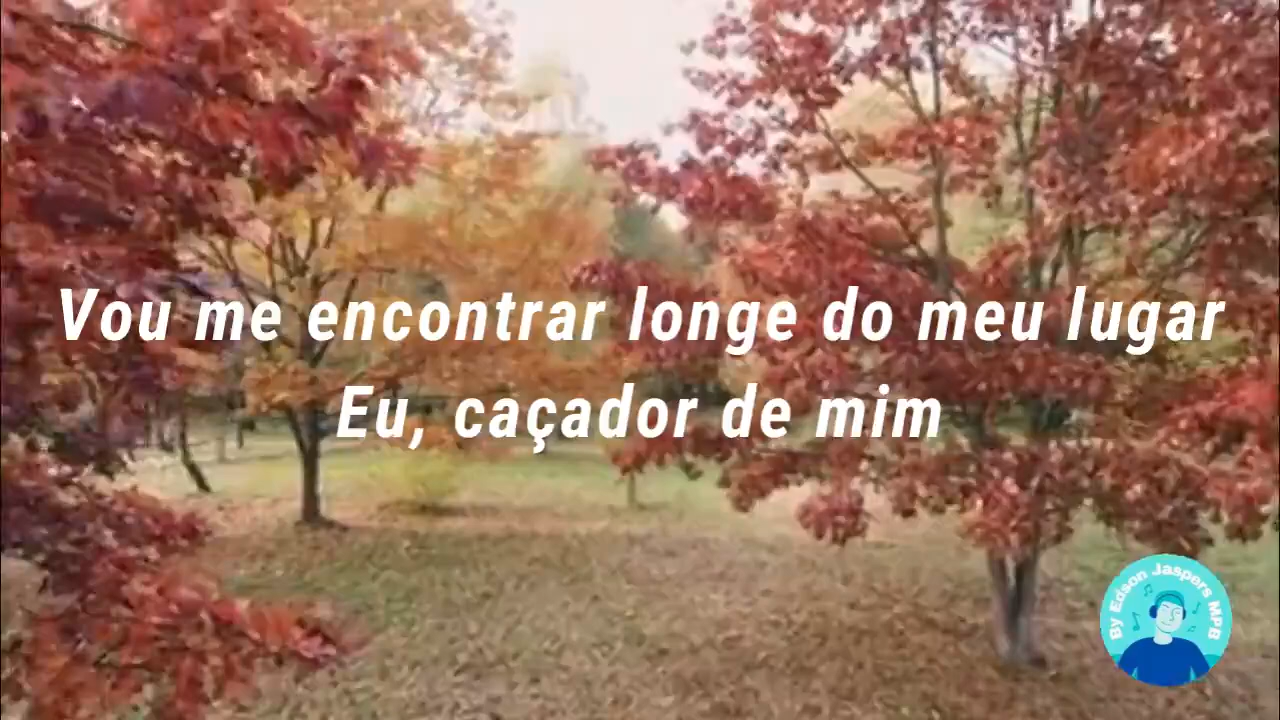 Vou me encontrar longe do meu lugar
Eu, caçador de mim
By Edson Jaspers MPB